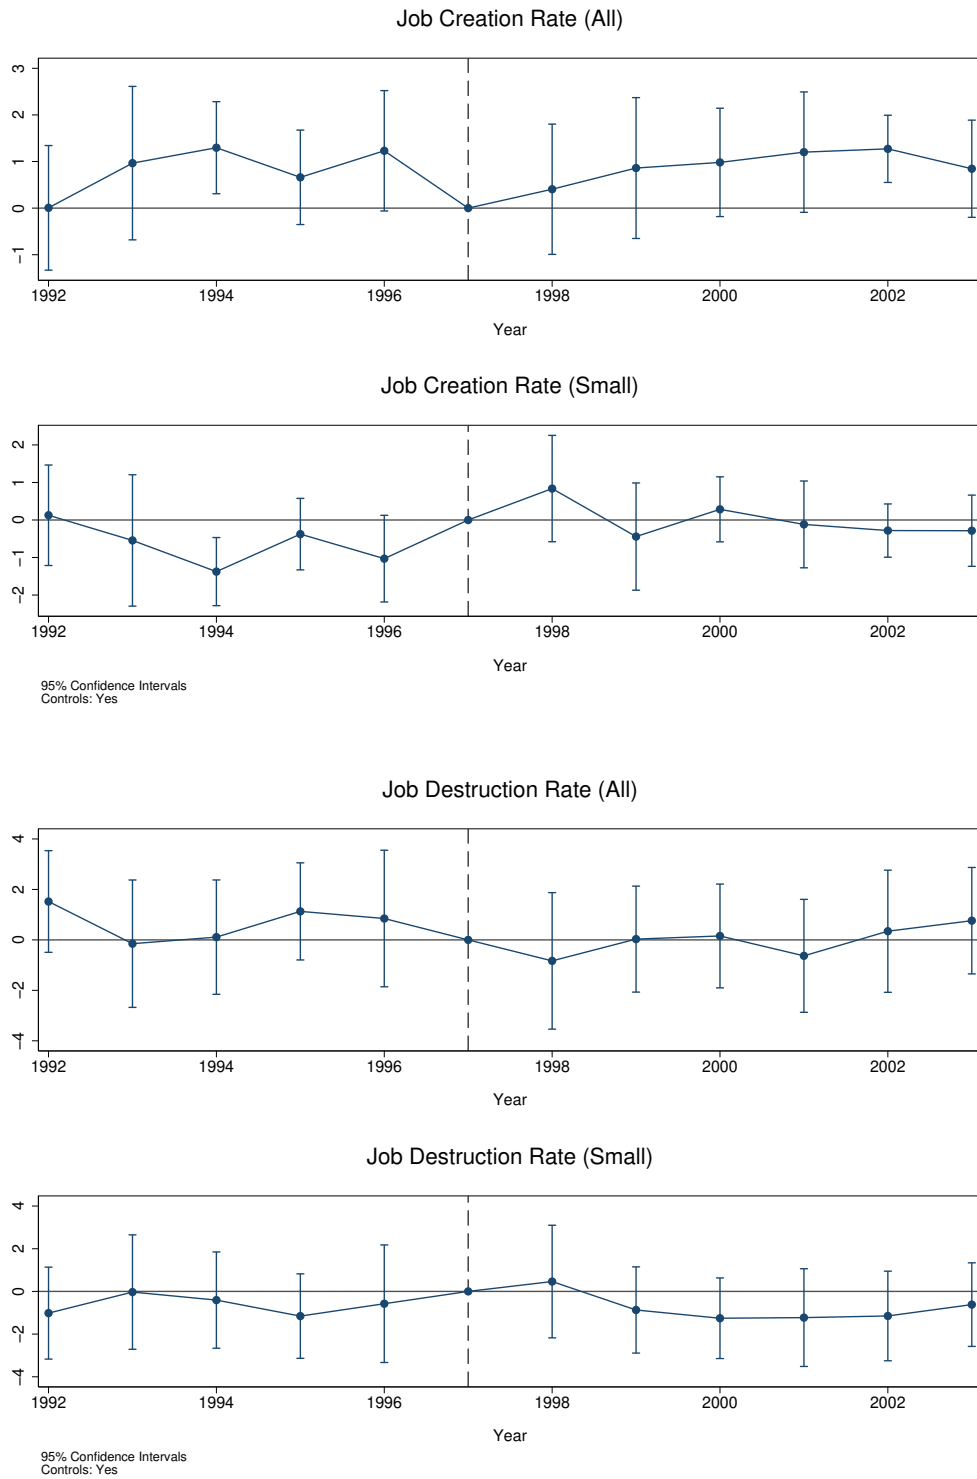 Job Creation Rate (All)
3
2
1
0
−1
1992 1994 1996 1998 2000 2002
Year
Job Creation Rate (Small)
2
1
0
−1
−2
1992 1994 1996 1998 2000 2002
Year
95% Confidence Intervals
Controls: Yes
Job Destruction Rate (All)
4
2
0
−2
−4
1992 1994 1996 1998 2000 2002
Year
Job Destruction Rate (Small)
4
2
0
−2
−4
1992 1994 1996 1998 2000 2002
Year
95% Confidence Intervals
Controls: Yes